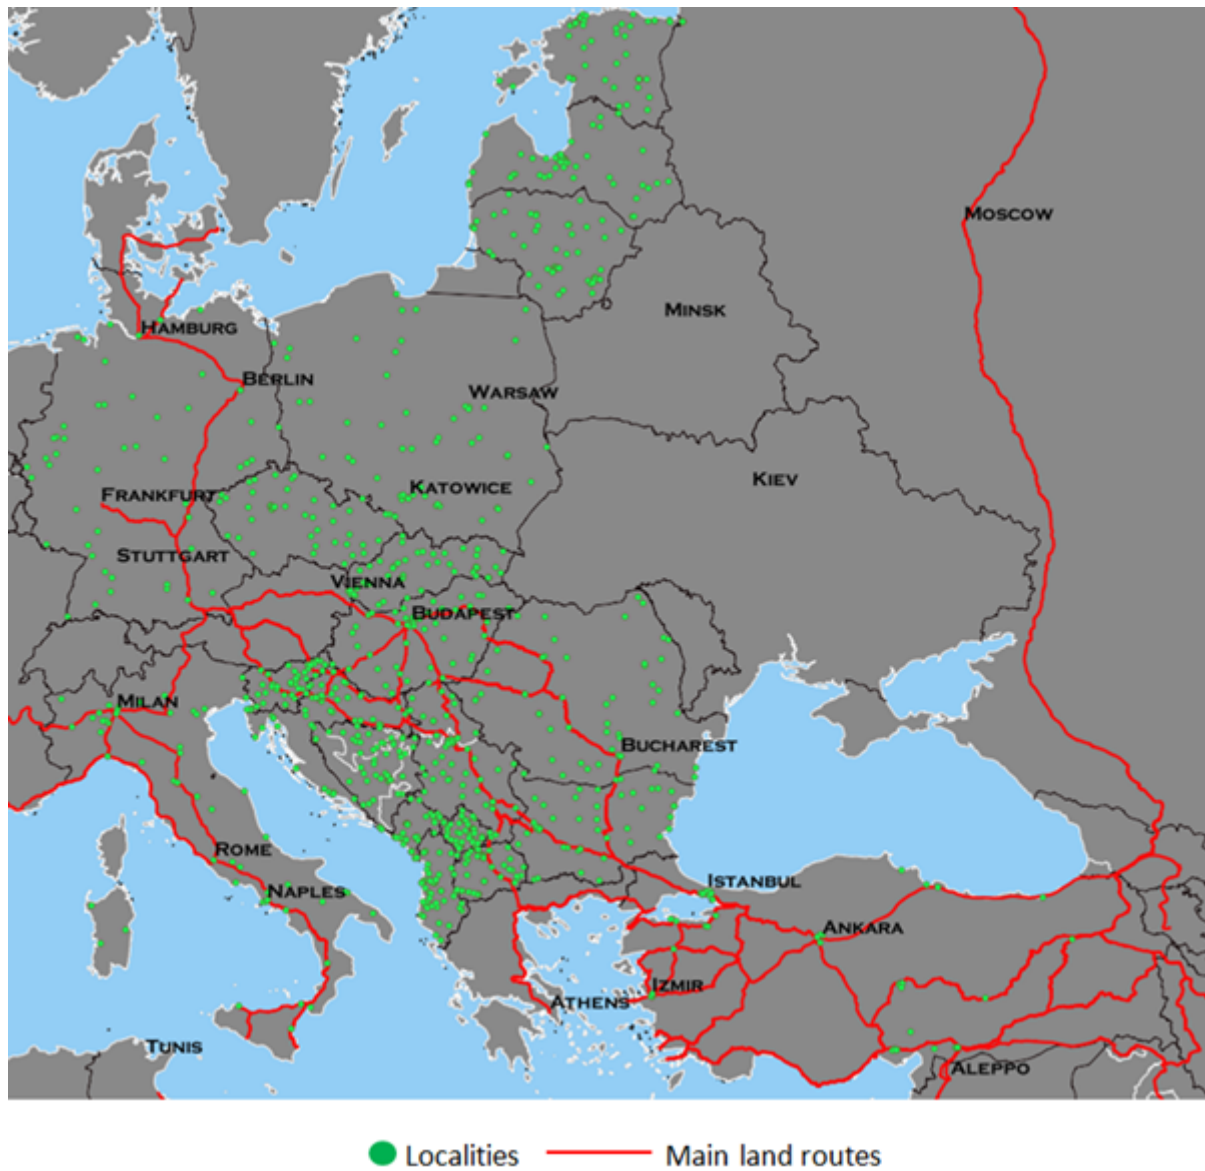 MOSCOW
MINSK
HAMBURG
BERLIN
WARSAW
KIEV
KATOWICE
FRANKFURT
STUTTGART
VIENNA
BUDAPEST
MILAN
BUCHAREST
ROME
ISTANBUL
NAPLES
ANKARA
IZMIR
ATHENS
TUNIS
ALEPPO
Localities Main land routes